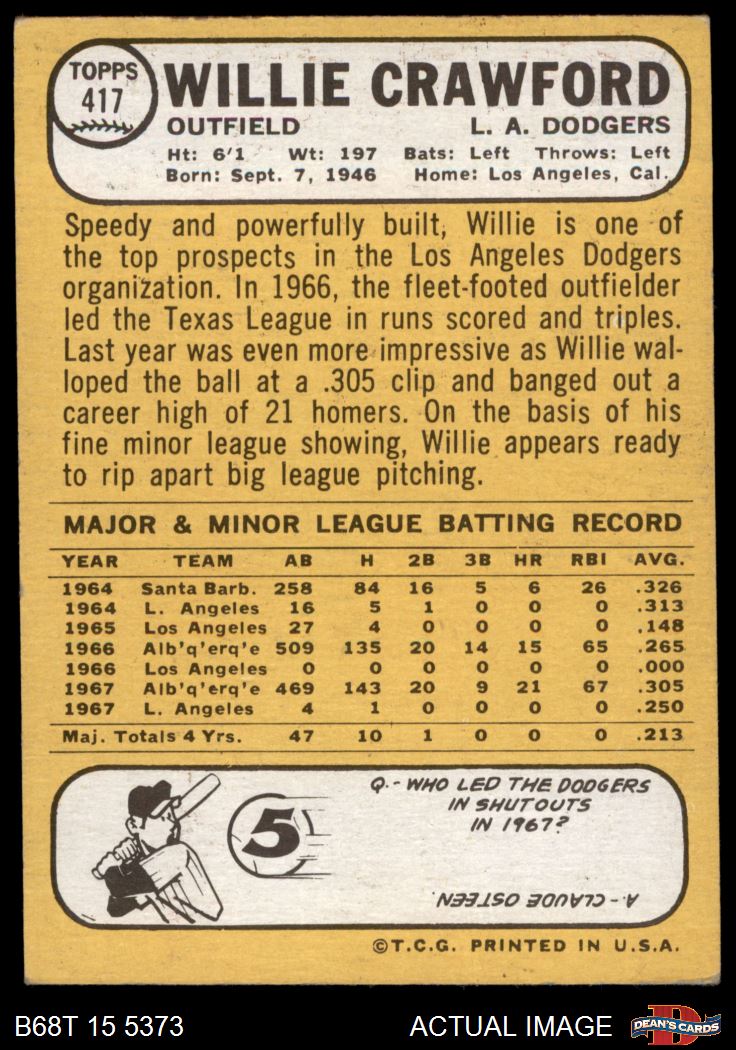 TOPPS
417
WILLIE CRAWFORD
OUTFIELD L. A. DODGERS
Ht: 6'1 Wt: 197 Bats: Left Throws: Left
Born: Sept. 7, 1946 Home: Los Angeles, Cal.
Speedy and powerfully built, Willie is one of
the top prospects in the Los Angeles Dodgers
organization. In 1966, the fleet-footed outfielder
led the Texas League in runs scored and triples.
Last year was even more impressive as Willie wal-
loped the ball at a .305 clip and banged out a
career high of 21 homers. On the basis of his
fine minor league showing, Willie appears ready
to rip apart big league pitching.
MAJOR & MINOR LEAGUE BATTING RECORD
YEAR TEAM AB H 2B 3B HR RBI AVG.
1964 Santa Barb. 258 84 16 5 6 26 .326
1964 L. Angeles 16 5 1 0 0 0 .313
1965 Los Angeles 27 4 0 0 0 0 .148
1966 Alb'q'erq'e 509 135 20 14 15 65 .265
1966 Los Angeles 0 0 0 0 0 0 .000
1967 Alb'q'erq'e 469 143 20 9 21 67 .305
1967 L. Angeles 4 1 0 0 0 0 .250
Maj. Totals 4 Yrs. 47 10 1 0 0 0 .213
5
Q.- WHO LED THE DODGERS
IN SHUTOUTS
IN 1967?
A.- CLAUDE OSTEEN.
©T.C.G. PRINTED IN U.S.A.
B68T 15 5373 ACTUAL IMAGE DEAN'S CARDS